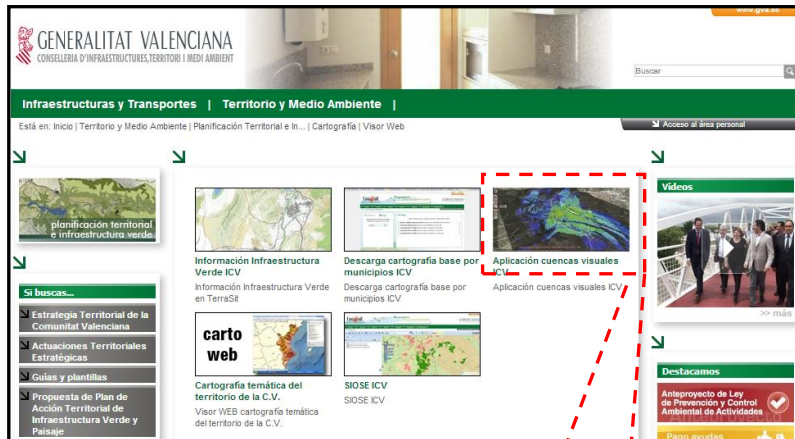 www.gva.es
GENERALITAT VALENCIANA
CONSELLERIA D'INFRAESTRUCTURES, TERRITORI I MEDI AMBIENT
Buscar
Infraestructuras y Transportes | Territorio y Medio Ambiente |
Está en: Inicio | Territorio y Medio Ambiente | Planificación Territorial e In... | Cartografía | Visor Web
Acceso al área personal
planificación territorial
e infraestructura verde
Si buscas...
Estrategia Territorial de la
Comunitat Valenciana
Actuaciones Territoriales
Estratégicas
Guías y plantillas
Propuesta de Plan de
Acción Territorial de
Infraestructura Verde y
Paisaje
Información Infraestructura
Verde ICV
Información Infraestructura Verde
en TerraSit
Descarga cartografía base por
municipios ICV
Descarga cartografía base por
municipios ICV
Aplicación cuencas visuales
ICV
Aplicación cuencas visuales ICV
carto
web
Cartografía temática del
territorio de la C.V.
Visor WEB cartografía temática
del territorio de la C.V.
SIOSE ICV
SIOSE ICV
Vídeos
>> más
Destacamos
Anteproyecto de Ley
de Prevención y Control
Ambiental de Actividades
Pago ayudas